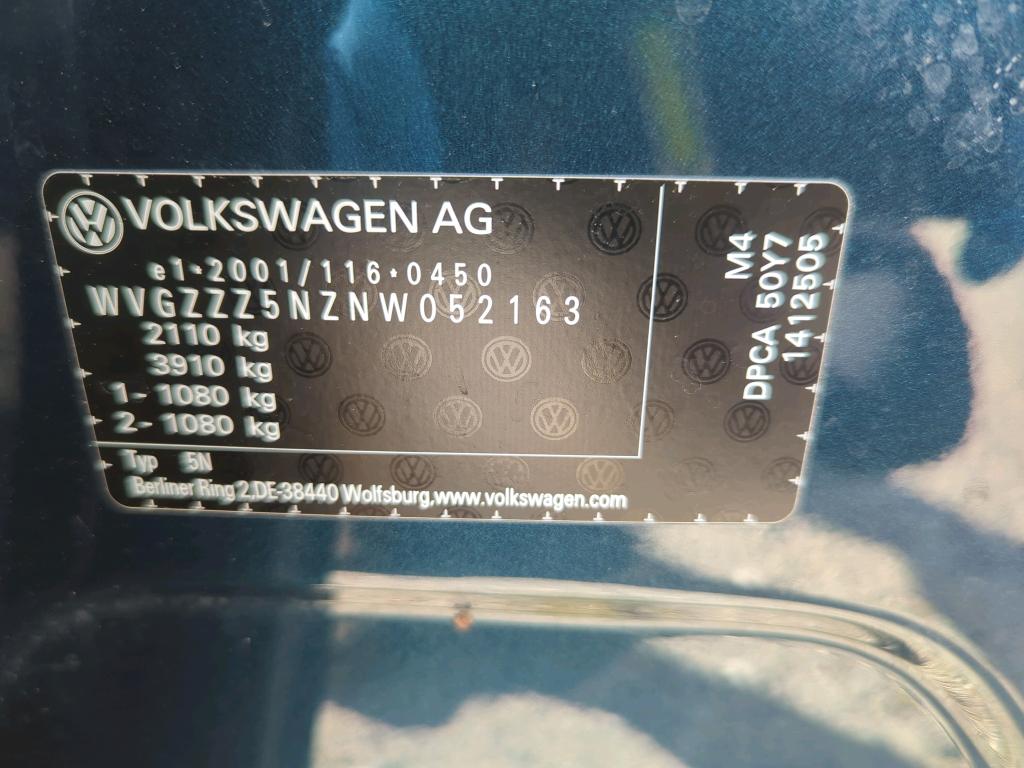 VOLKSWAGEN AG
e1*2001/116*0450
WVGZZZ5NZNW052163
2110 kg
3910 kg
1- 1080 kg
2- 1080 kg
Typ 5N
Berliner Ring 2,DE-38440 Wolfsburg,www.volkswagen.com
M4
DPCA 50Y7
1412505